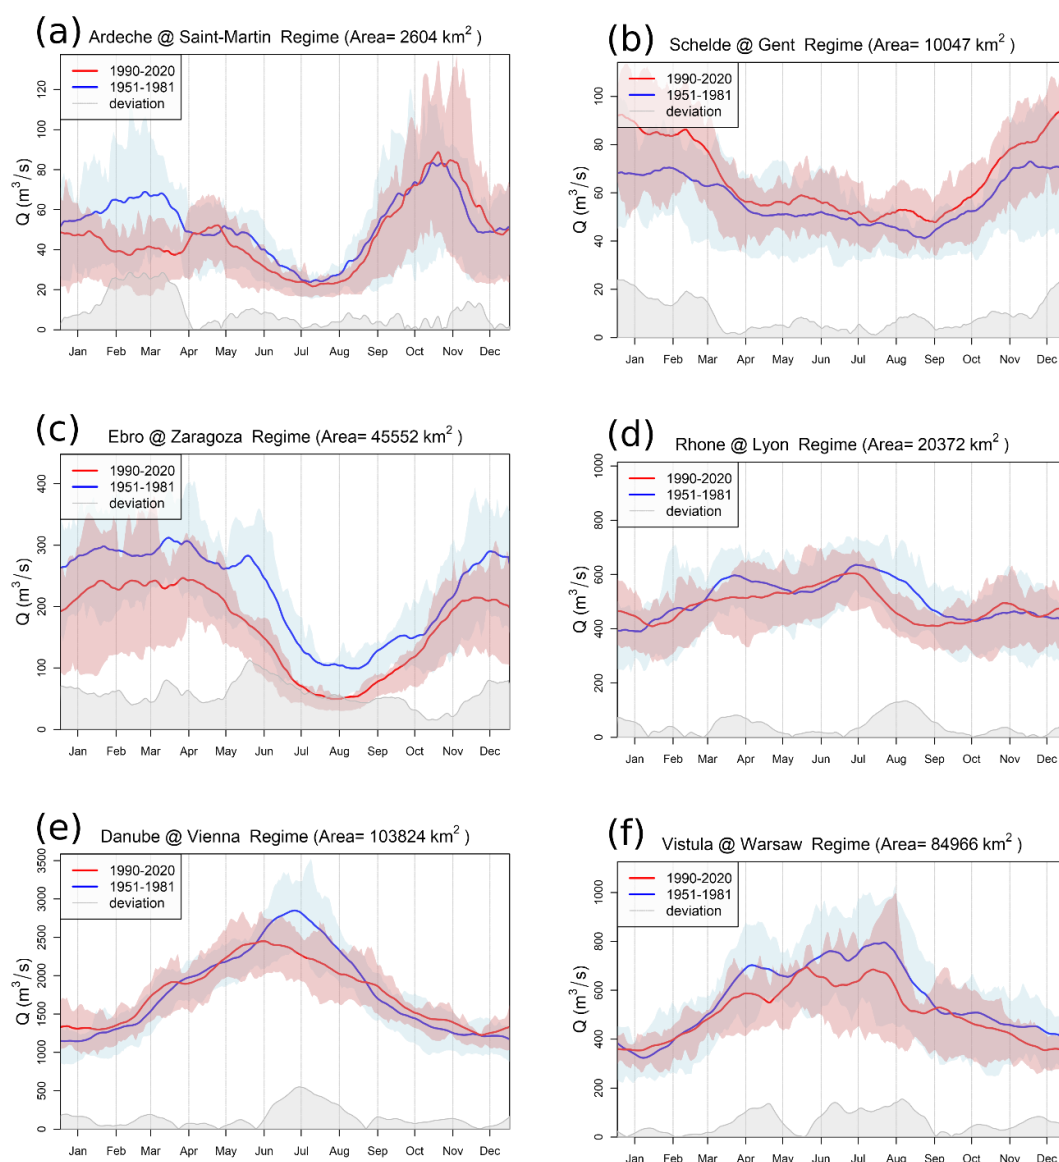 (a) Ardeche @ Saint-Martin Regime (Area= 2604 km² )
1990-2020
1951-1981
deviation
Q (m³/s)
0 20 40 60 80 100 120
Jan Feb Mar Apr May Jun Jul Aug Sep Oct Nov Dec
(b) Schelde @ Gent Regime (Area= 10047 km² )
1990-2020
1951-1981
deviation
Q (m³/s)
0 20 40 60 80 100
Jan Feb Mar Apr May Jun Jul Aug Sep Oct Nov Dec
(c) Ebro @ Zaragoza Regime (Area= 45552 km² )
1990-2020
1951-1981
deviation
Q (m³/s)
0 100 200 300 400
Jan Feb Mar Apr May Jun Jul Aug Sep Oct Nov Dec
(d) Rhone @ Lyon Regime (Area= 20372 km² )
1990-2020
1951-1981
deviation
Q (m³/s)
0 200 400 600 800 1000
Jan Feb Mar Apr May Jun Jul Aug Sep Oct Nov Dec
(e) Danube @ Vienna Regime (Area= 103824 km² )
1990-2020
1951-1981
deviation
Q (m³/s)
0 500 1000 1500 2000 2500 3000 3500
Jan Feb Mar Apr May Jun Jul Aug Sep Oct Nov Dec
(f) Vistula @ Warsaw Regime (Area= 84966 km² )
1990-2020
1951-1981
deviation
Q (m³/s)
0 200 400 600 800 1000
Jan Feb Mar Apr May Jun Jul Aug Sep Oct Nov Dec